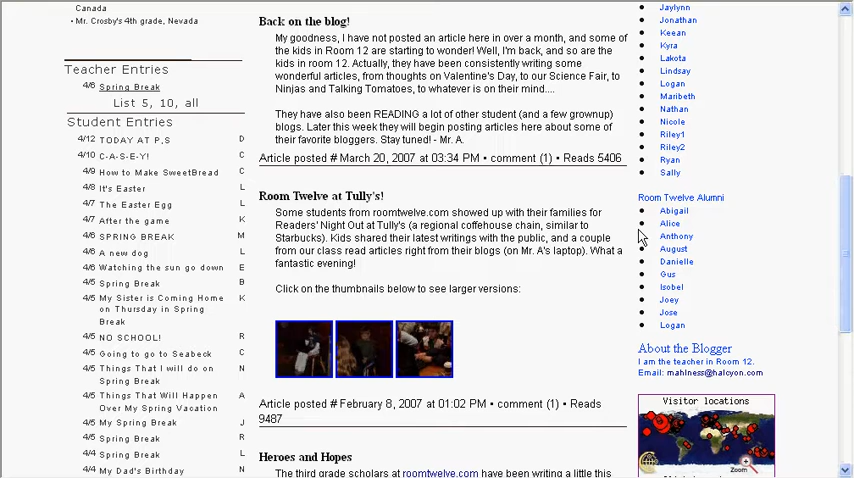 Canada
• Mr. Crosby's 4th grade, Nevada
Teacher Entries
4/6 Spring Break
List 5, 10, all
Student Entries
4/12 TODAY AT P,S D
4/10 C-A-S-E-Y! C
4/9 How to Make SweetBread C
4/8 It's Easter L
4/7 The Easter Egg L
4/7 After the game K
4/6 SPRING BREAK M
4/6 A new dog L
4/6 Watching the sun go down E
4/5 Spring Break B
4/5 My Sister is Coming Home K
on Thursday in Spring
Break
4/5 NO SCHOOL! R
4/5 Going to go to Seabeck C
4/5 Things That I will do on N
Spring Break
4/5 Things That Will Happen A
Over My Spring Vacation
4/5 My Spring Break J
4/5 Spring Break R
4/4 Spring Break L
4/4 My Dad's Birthday N
Back on the blog!
My goodness, I have not posted an article here in over a month, and some of
the kids in Room 12 are starting to wonder! Well, I'm back, and so are the
kids in room 12. Actually, they have been consistently writing some
wonderful articles, from thoughts on Valentine's Day, to our Science Fair, to
Ninjas and Talking Tomatoes, to whatever is on their mind....
They have also been READING a lot of other student (and a few grownup)
blogs. Later this week they will begin posting articles here about some of
their favorite bloggers. Stay tuned! - Mr. A.
Article posted # March 20, 2007 at 03:34 PM • comment (1) • Reads 5406
Room Twelve at Tully's!
Some students from roomtwelve.com showed up with their families for
Readers' Night Out at Tully's (a regional coffehouse chain, similar to
Starbucks). Kids shared their latest writings with the public, and a couple
from our class read articles right from their blogs (on Mr. A's laptop). What a
fantastic evening!
Click on the thumbnails below to see larger versions:
Article posted # February 8, 2007 at 01:02 PM • comment (1) • Reads
9487
Heroes and Hopes
The third grade scholars at roomtwelve.com have been writing a little this
Jaylynn
Jonathan
Keean
Kyra
Lakota
Lindsay
Logan
Maribeth
Nathan
Nicole
Riley1
Riley2
Ryan
Sally
Room Twelve Alumni
Abigail
Alice
Anthony
August
Danielle
Gus
Isobel
Joey
Jose
Logan
About the Blogger
I am the teacher in Room 12.
Email: mahlness@halcyon.com
Visitor locations
Zoom